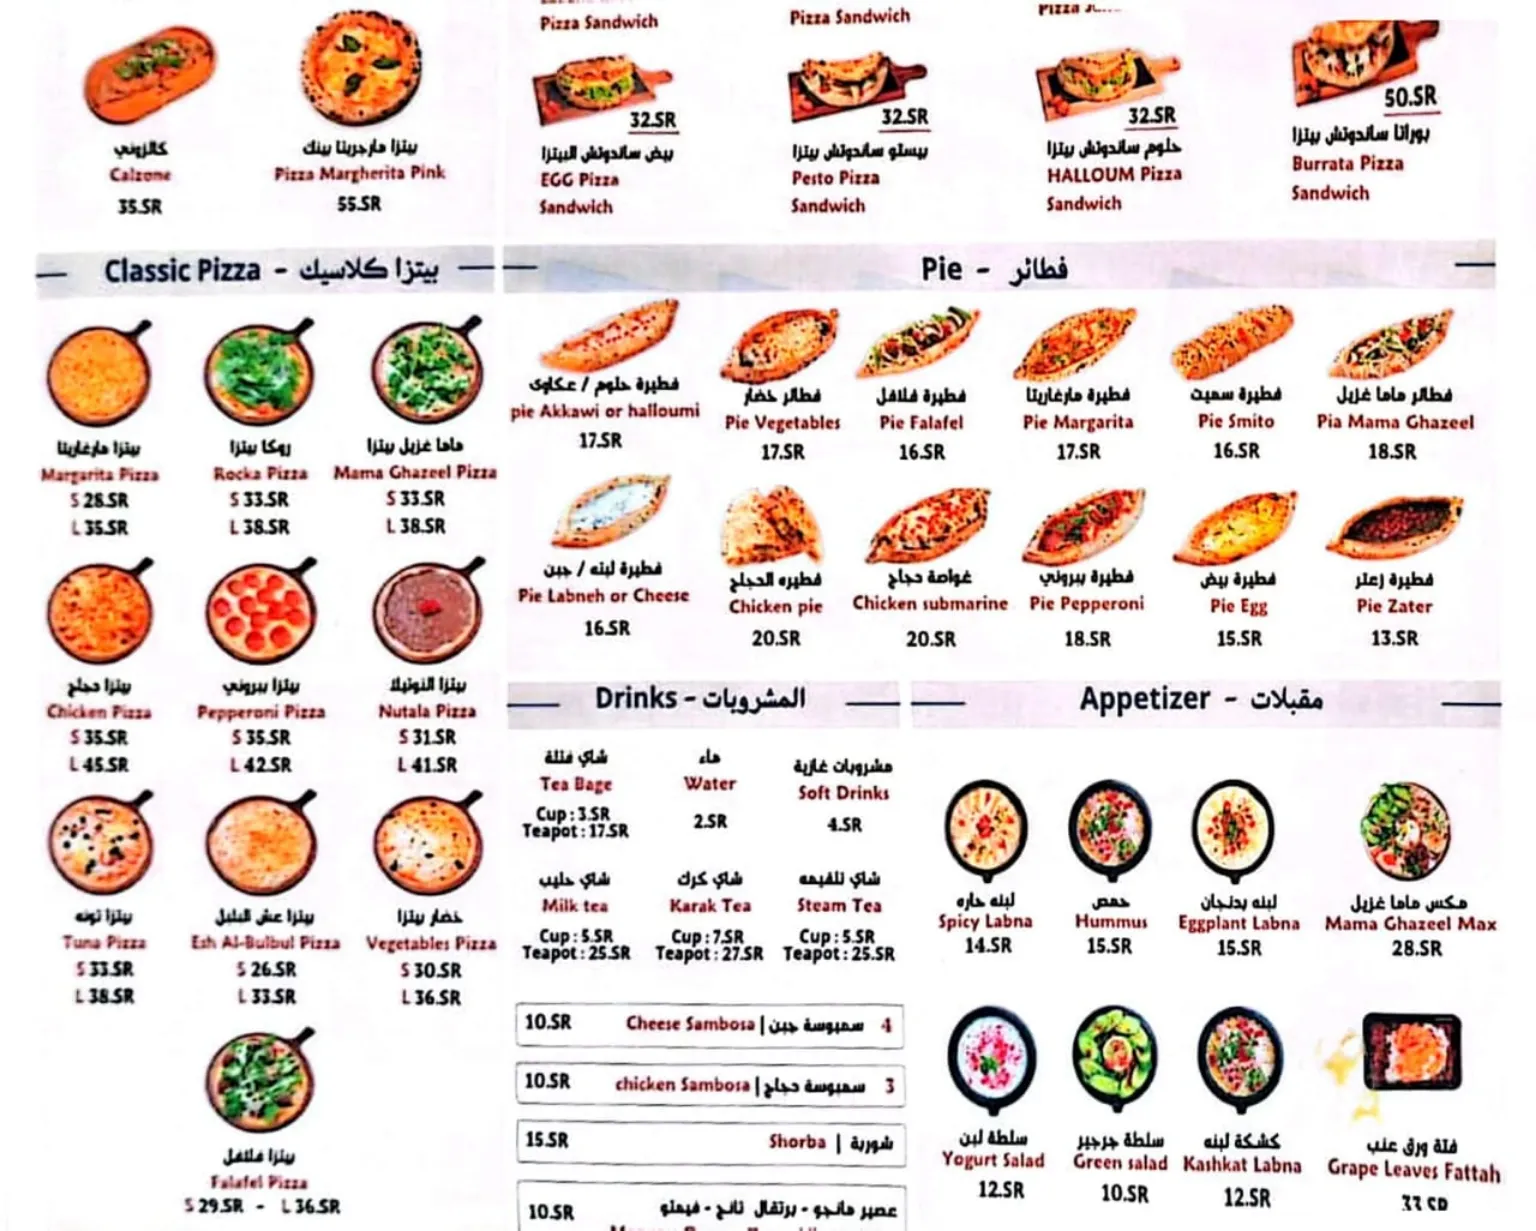 كالزوني
Calzone
35.SR
بيتزا مارجريتا بينك
Pizza Margherita Pink
55.SR
Pizza Sandwich
32.SR
بيض ساندوتش البيتزا
EGG Pizza
Sandwich
Pizza Sandwich
32.SR
بيستو ساندوتش بيتزا
Pesto Pizza
Sandwich
32.SR
حلوم ساندوتش بيتزا
HALLOUM Pizza
Sandwich
50.SR
بوراتا ساندوتش بيتزا
Burrata Pizza
Sandwich
Classic Pizza - بيتزا كلاسيك
بيتزا مارغاريتا
Margarita Pizza
S 28.SR
L 35.SR
روكا بيتزا
Rocka Pizza
S 33.SR
L 38.SR
ماما غزيل بيتزا
Mama Ghazeel Pizza
S 33.SR
L 38.SR
بيتزا دجاج
Chicken Pizza
S 35.SR
L 45.SR
بيتزا ببروني
Pepperoni Pizza
S 35.SR
L 42.SR
بيتزا النوتيلا
Nutala Pizza
S 31.SR
L 41.SR
بيتزا تونه
Tuna Pizza
S 33.SR
L 38.SR
بيتزا عش البلبل
Esh Al-Bulbul Pizza
S 26.SR
L 33.SR
خضار بيتزا
Vegetables Pizza
S 30.SR
L 36.SR
بيتزا فلافل
Falafel Pizza
S 29.SR - L 36.SR
Pie - فطائر
فطيرة حلوم / عكاوى
pie Akkawi or halloumi
17.SR
فطائر خضار
Pie Vegetables
17.SR
فطيرة فلافل
Pie Falafel
16.SR
فطيرة مارغاريتا
Pie Margarita
17.SR
فطيرة سميت
Pie Smito
16.SR
فطائر ماما غزيل
Pia Mama Ghazeel
18.SR
فطيرة لبنه / جبن
Pie Labneh or Cheese
16.SR
فطيره الدجاج
Chicken pie
20.SR
غواصة دجاج
Chicken submarine
20.SR
فطيرة ببروني
Pie Pepperoni
18.SR
فطيرة بيض
Pie Egg
15.SR
فطيرة زعتر
Pie Zater
13.SR
Drinks - المشروبات
شاي فتلة
Tea Bage
Cup : 3.SR
Teapot : 17.SR
ماء
Water
2.SR
مشروبات غازية
Soft Drinks
4.SR
شاي حليب
Milk tea
Cup : 5.SR
Teapot : 25.SR
شاي كرك
Karak Tea
Cup : 7.SR
Teapot : 27.SR
شاي تلقيمه
Steam Tea
Cup : 5.SR
Teapot : 25.SR
10.SR Cheese Sambosa | سمبوسة جبن 4
10.SR chicken Sambosa | سمبوسة دجاج 3
15.SR Shorba | شوربة
10.SR عصير مانجو - برتقال تانج - فيمتو
Appetizer - مقبلات
لبنه حاره
Spicy Labna
14.SR
حمص
Hummus
15.SR
لبنه بدنجان
Eggplant Labna
15.SR
مكس ماما غزيل
Mama Ghazeel Max
28.SR
سلطة لبن
Yogurt Salad
12.SR
سلطة جرجير
Green salad
10.SR
كشكة لبنه
Kashkat Labna
12.SR
فتة ورق عنب
Grape Leaves Fattah
33.SR